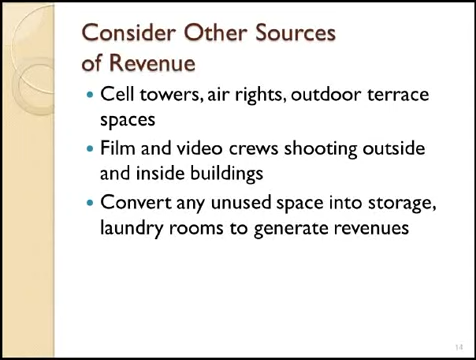 Consider Other Sources
of Revenue
• Cell towers, air rights, outdoor terrace
spaces
• Film and video crews shooting outside
and inside buildings
• Convert any unused space into storage,
laundry rooms to generate revenues
14